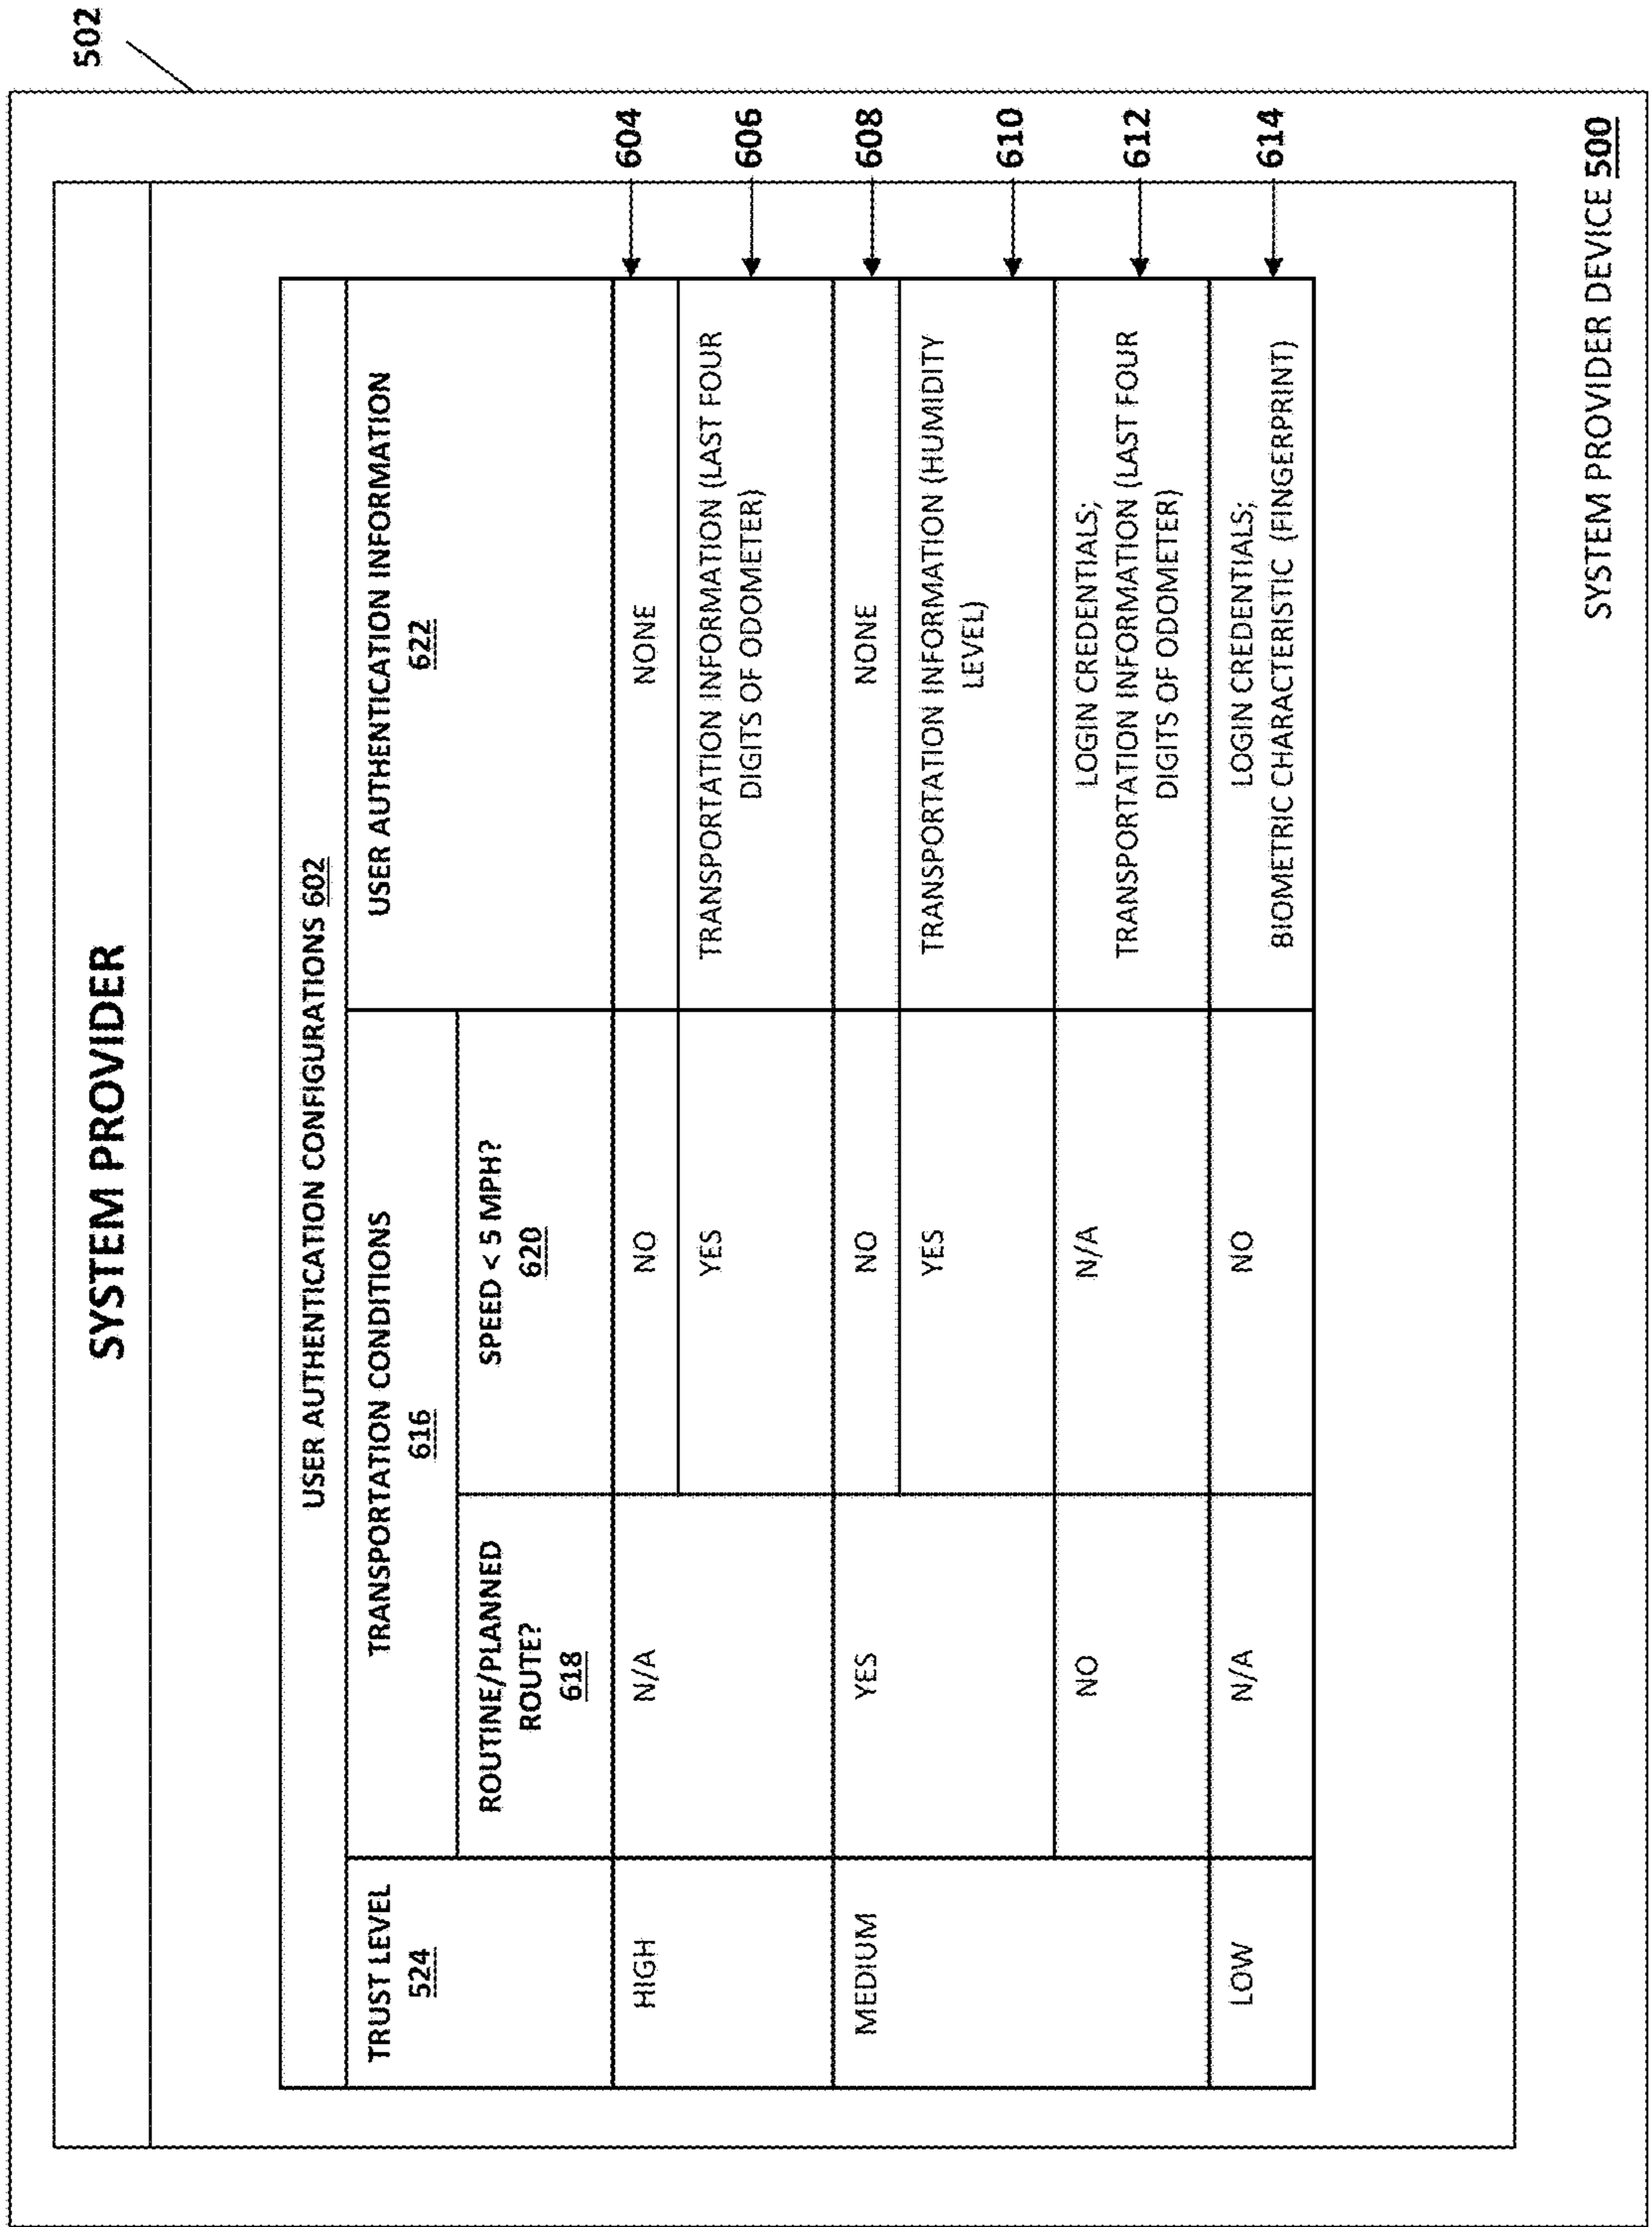 502
SYSTEM PROVIDER
USER AUTHENTICATION CONFIGURATIONS 602
TRUST LEVEL
524
TRANSPORTATION CONDITIONS
616
USER AUTHENTICATION INFORMATION
622
ROUTINE/PLANNED
ROUTE?
618
SPEED < 5 MPH?
620
HIGH
N/A
NO
NONE
604
YES
TRANSPORTATION INFORMATION (LAST FOUR
DIGITS OF ODOMETER)
606
MEDIUM
YES
NO
NONE
608
YES
TRANSPORTATION INFORMATION (HUMIDITY
LEVEL)
610
NO
N/A
LOGIN CREDENTIALS;
TRANSPORTATION INFORMATION (LAST FOUR
DIGITS OF ODOMETER)
612
LOW
N/A
NO
LOGIN CREDENTIALS;
BIOMETRIC CHARACTERISTIC (FINGERPRINT)
614
SYSTEM PROVIDER DEVICE 500